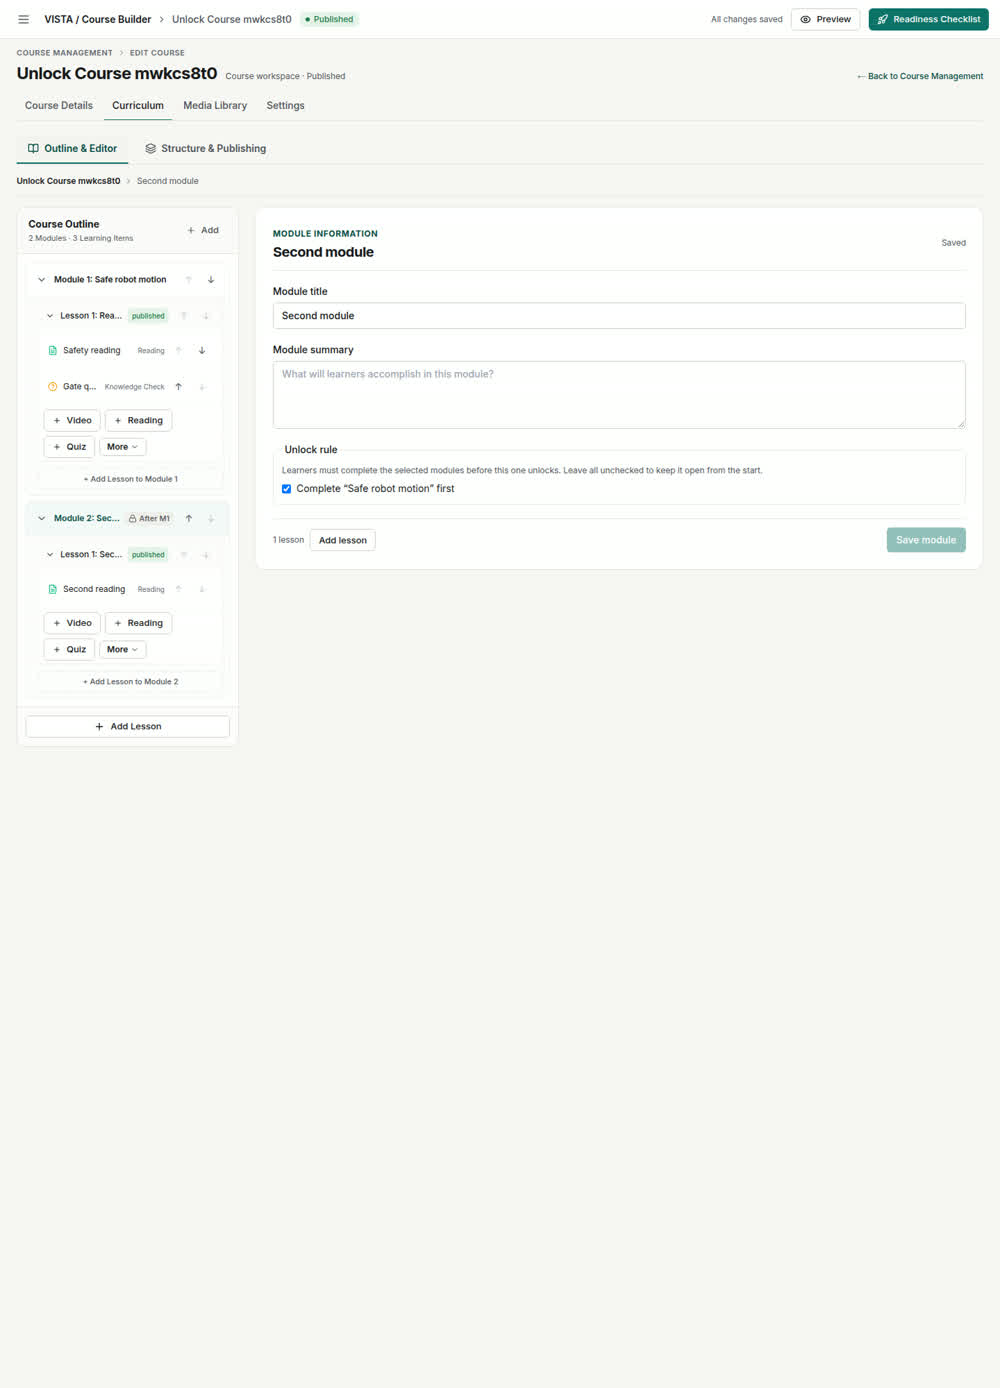 VISTA / Course Builder > Unlock Course mwkcs8t0 Published All changes saved Preview Readiness Checklist
COURSE MANAGEMENT > EDIT COURSE
Unlock Course mwkcs8t0 Course workspace · Published ← Back to Course Management
Course Details Curriculum Media Library Settings
Outline & Editor Structure & Publishing
Unlock Course mwkcs8t0 > Second module
Course Outline
2 Modules · 3 Learning Items
+ Add
Module 1: Safe robot motion
Lesson 1: Rea... published
Safety reading Reading
Gate q... Knowledge Check
+ Video + Reading
+ Quiz More
+ Add Lesson to Module 1
Module 2: Sec... After M1
Lesson 1: Sec... published
Second reading Reading
+ Video + Reading
+ Quiz More
+ Add Lesson to Module 2
+ Add Lesson
MODULE INFORMATION
Second module
Saved
Module title
Second module
Module summary
What will learners accomplish in this module?
Unlock rule
Learners must complete the selected modules before this one unlocks. Leave all unchecked to keep it open from the start.
Complete “Safe robot motion” first
1 lesson Add lesson Save module